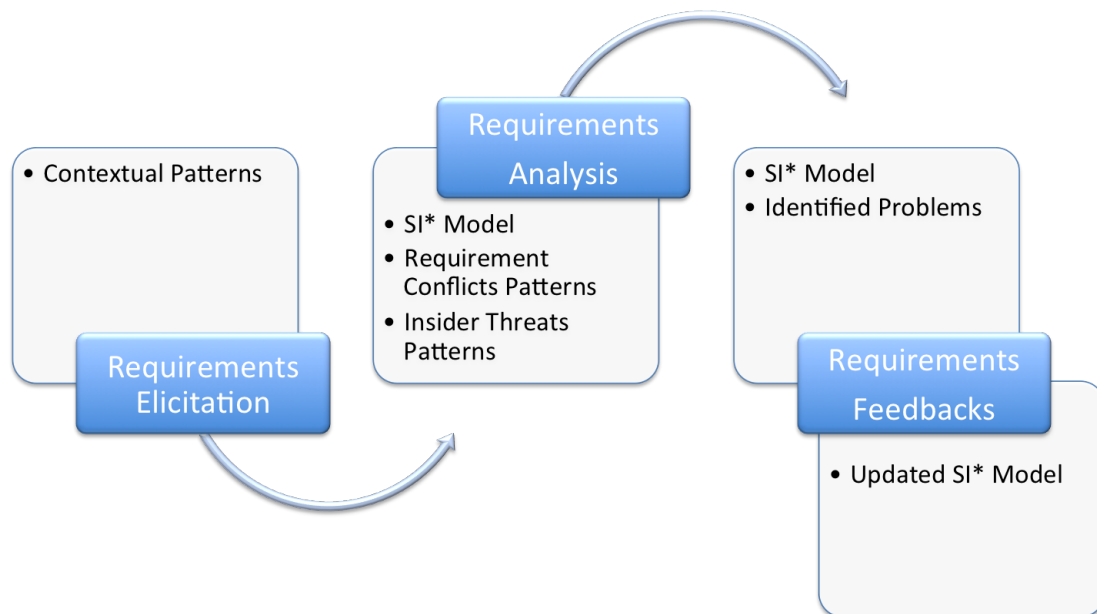 • Contextual Patterns
Requirements
Elicitation
Requirements
Analysis
• SI* Model
• Requirement
Conflicts Patterns
• Insider Threats
Patterns
• SI* Model
• Identified Problems
Requirements
Feedbacks
• Updated SI* Model